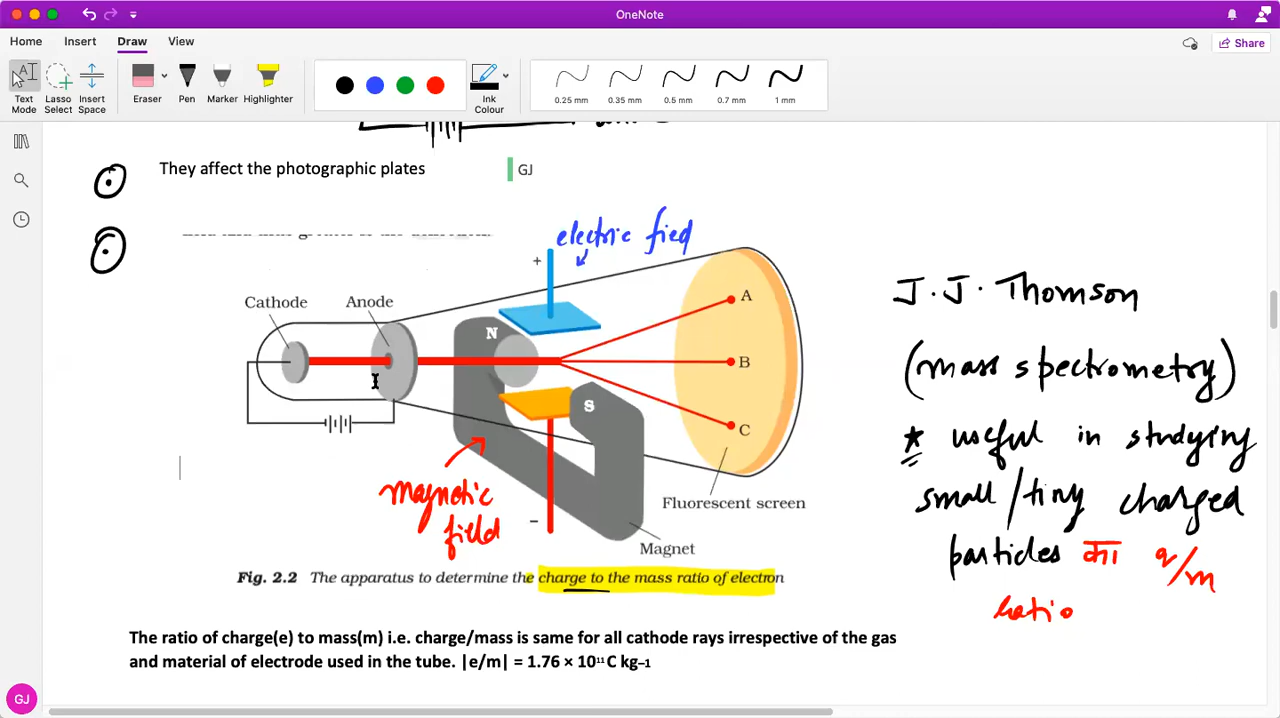 OneNote
Home Insert Draw View
Share
Text Mode
Lasso Select
Insert Space
Eraser
Pen
Marker
Highlighter
Ink Colour
0.25 mm
0.35 mm
0.5 mm
0.7 mm
1 mm
They affect the photographic plates
GJ
electric fied
+
Cathode
Anode
N
S
A
B
C
magnetic
field
−
Fluorescent screen
Magnet
Fig. 2.2 The apparatus to determine the charge to the mass ratio of electron
J.J. Thomson
(mass spectrometry)
* useful in studying
small/tiny charged
particles का q/m
ratio
The ratio of charge(e) to mass(m) i.e. charge/mass is same for all cathode rays irrespective of the gas
and material of electrode used in the tube. |e/m| = 1.76 × 10¹¹ C kg–1
GJ